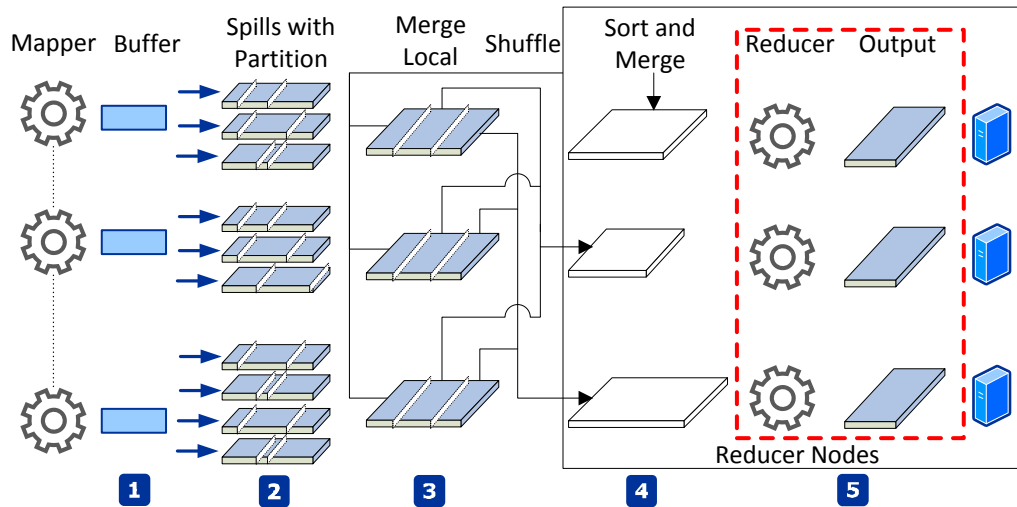 Mapper
Buffer
Spills with
Partition
Merge
Local
Shuffle
Sort and
Merge
Reducer
Output
Reducer Nodes
1
2
3
4
5